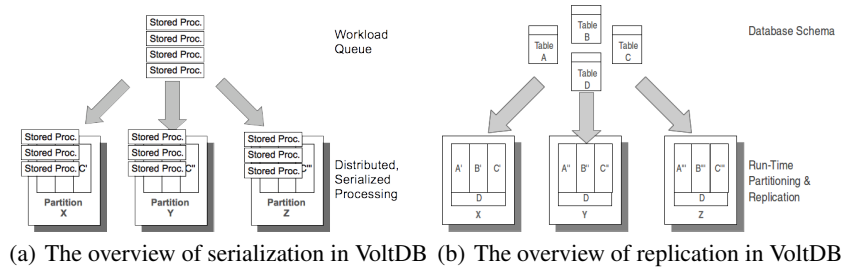 Stored Proc.
Stored Proc.
Stored Proc.
Stored Proc.
Workload
Queue
Stored Proc.
Stored Proc.
Stored Proc.
C'
Partition
X
Stored Proc.
Stored Proc.
Stored Proc.
C''
Partition
Y
Stored Proc.
Stored Proc.
Stored Proc.
C'''
Partition
Z
Distributed,
Serialized
Processing
(a) The overview of serialization in VoltDB
Table
A
Table
B
Table
C
Table
D
Database Schema
A' B' C'
D
X
A'' B'' C''
D
Y
A''' B''' C'''
D
Z
Run-Time
Partitioning &
Replication
(b) The overview of replication in VoltDB